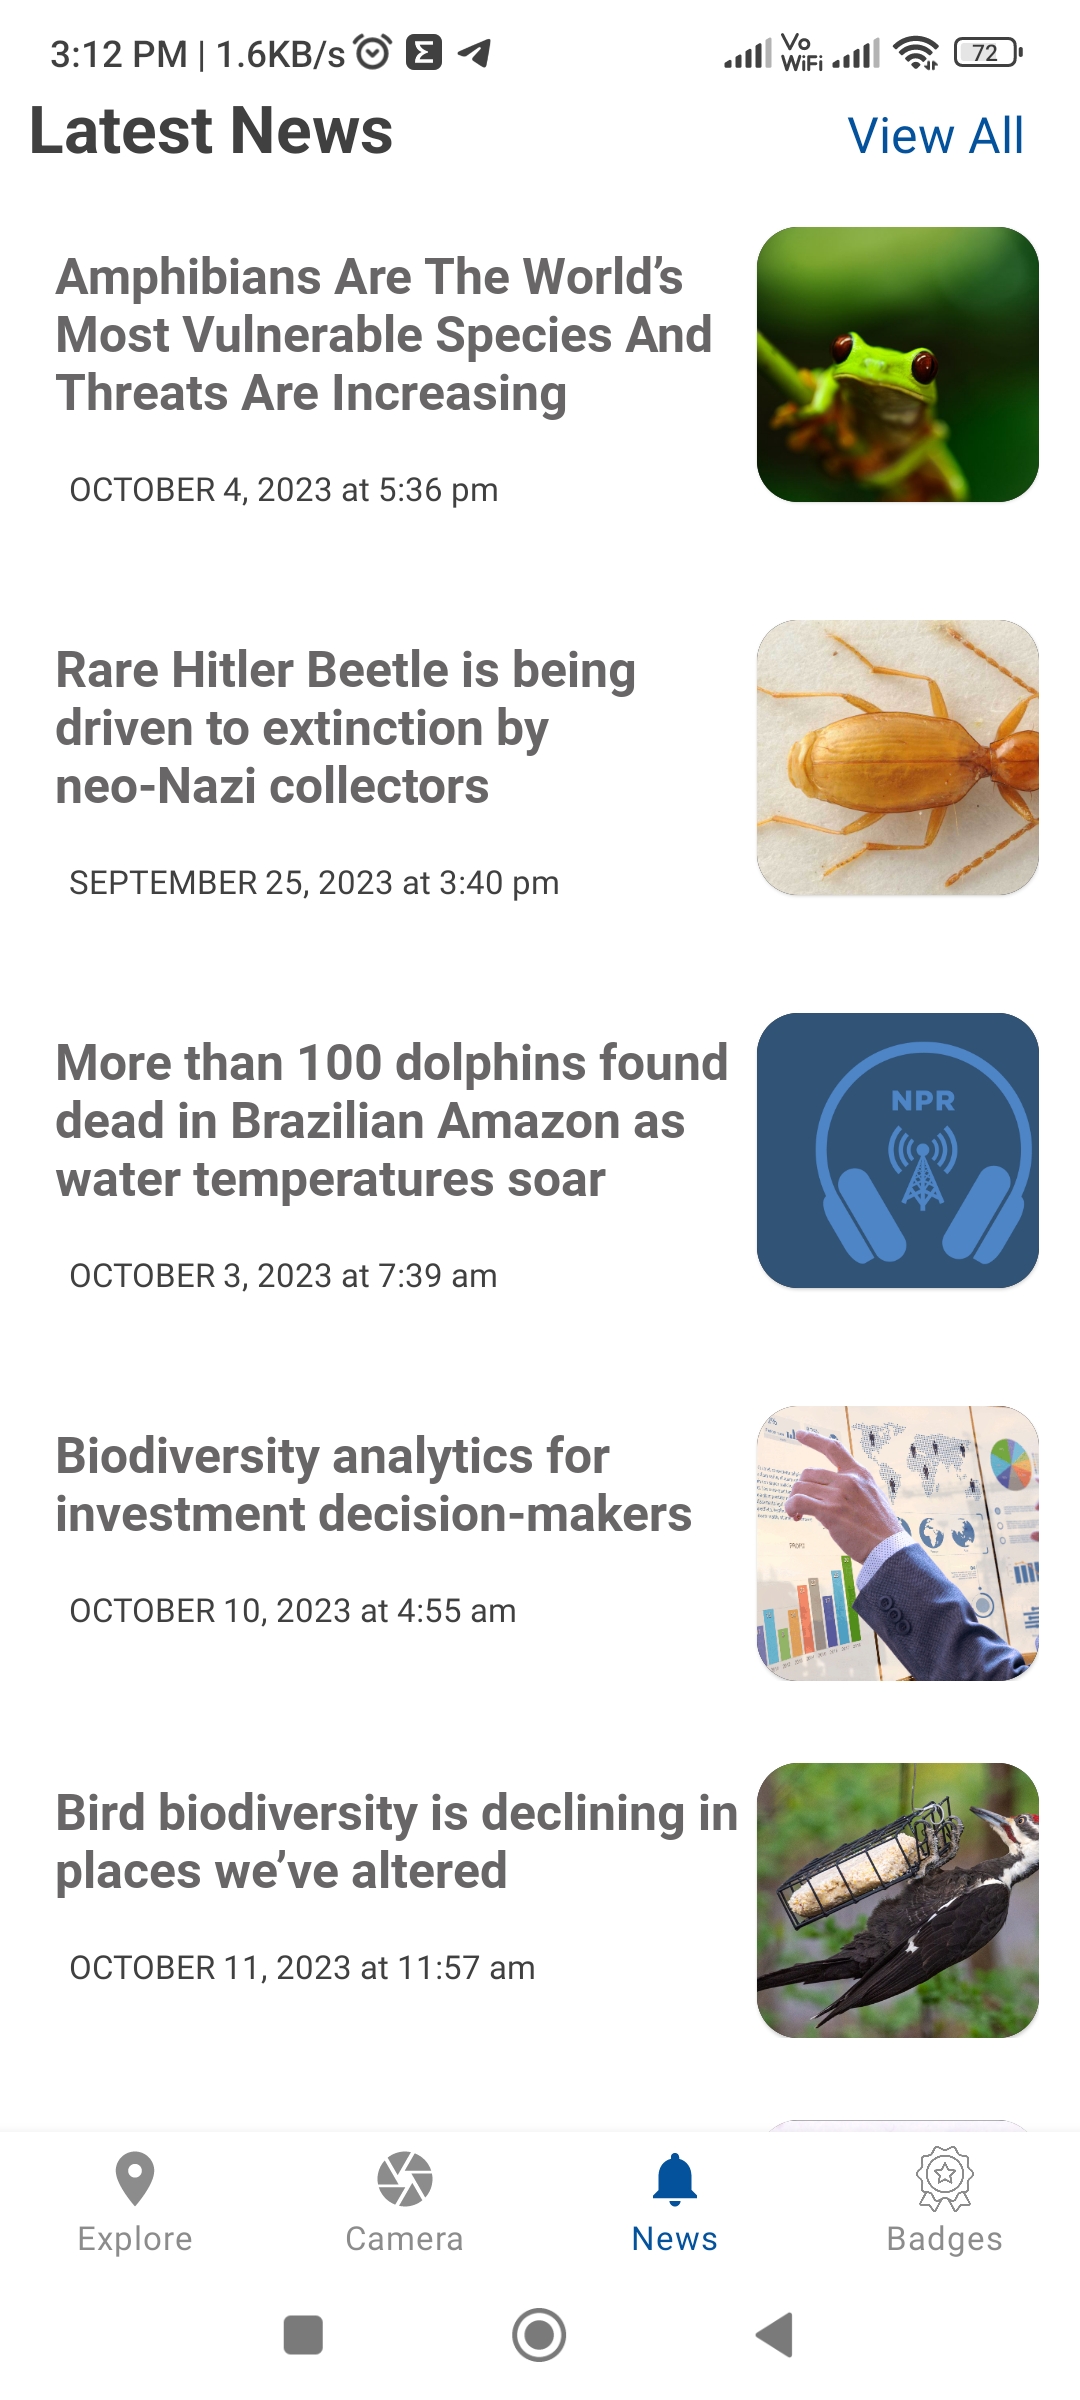 3:12 PM | 1.6KB/s
Vo
WiFi
72
Latest News
View All
Amphibians Are The World’s
Most Vulnerable Species And
Threats Are Increasing
OCTOBER 4, 2023 at 5:36 pm
Rare Hitler Beetle is being
driven to extinction by
neo-Nazi collectors
SEPTEMBER 25, 2023 at 3:40 pm
More than 100 dolphins found
dead in Brazilian Amazon as
water temperatures soar
OCTOBER 3, 2023 at 7:39 am
NPR
Biodiversity analytics for
investment decision-makers
OCTOBER 10, 2023 at 4:55 am
Bird biodiversity is declining in
places we’ve altered
OCTOBER 11, 2023 at 11:57 am
Explore
Camera
News
Badges